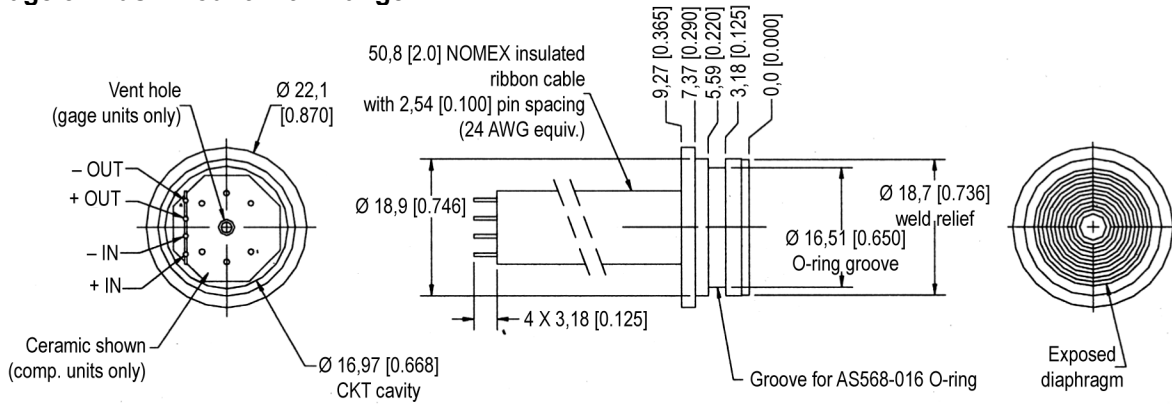 Vent hole
(gage units only)
Ø 22,1
[0.870]
– OUT
+ OUT
– IN
+ IN
Ceramic shown
(comp. units only)
Ø 16,97 [0.668]
CKT cavity
50,8 [2.0] NOMEX insulated
ribbon cable
with 2,54 [0.100] pin spacing
(24 AWG equiv.)
9,27 [0.365]
7,37 [0.290]
5,59 [0.220]
3,18 [0.125]
0,0 [0.000]
Ø 18,9 [0.746]
4 X 3,18 [0.125]
Ø 16,51 [0.650]
O-ring groove
Ø 18,7 [0.736]
weld relief
Groove for AS568-016 O-ring
Exposed
diaphragm